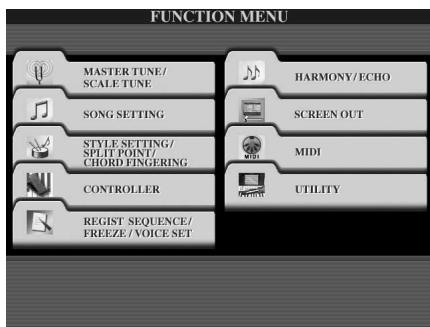 FUNCTION MENU
MASTER TUNE/
SCALE TUNE
SONG SETTING
STYLE SETTING/
SPLIT POINT/
CHORD FINGERING
CONTROLLER
REGIST SEQUENCE/
FREEZE/VOICE SET
HARMONY/ECHO
SCREEN OUT
MIDI
MIDI
UTILITY